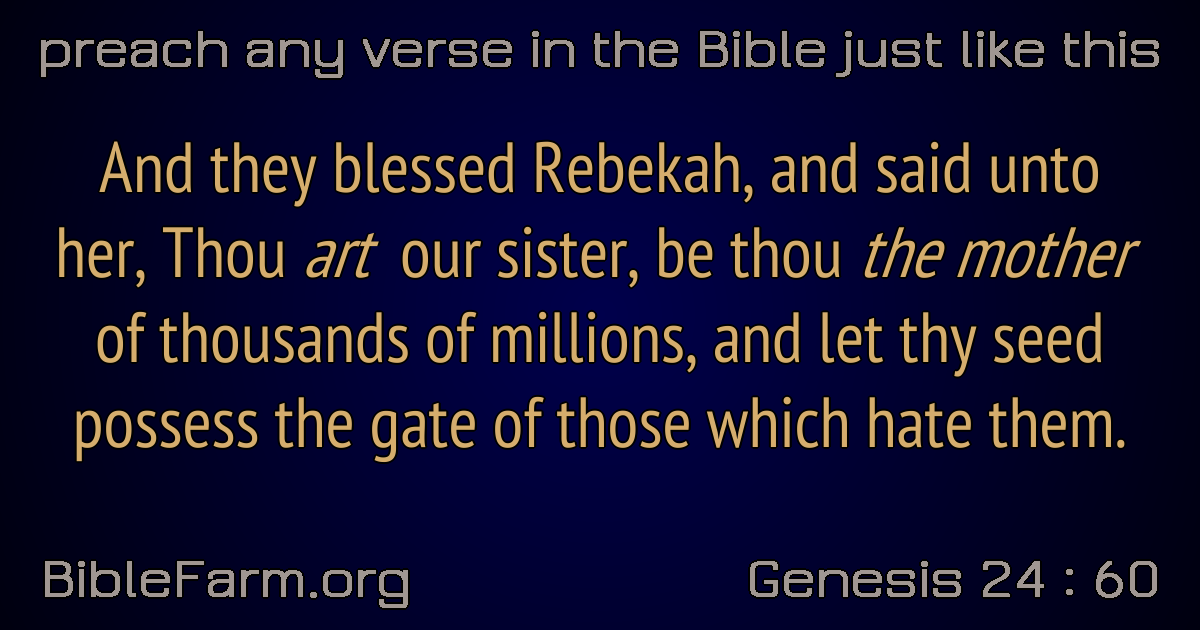 preach any verse in the Bible just like this
And they blessed Rebekah, and said unto
her, Thou art our sister, be thou the mother
of thousands of millions, and let thy seed
possess the gate of those which hate them.
BibleFarm.org
Genesis 24 : 60